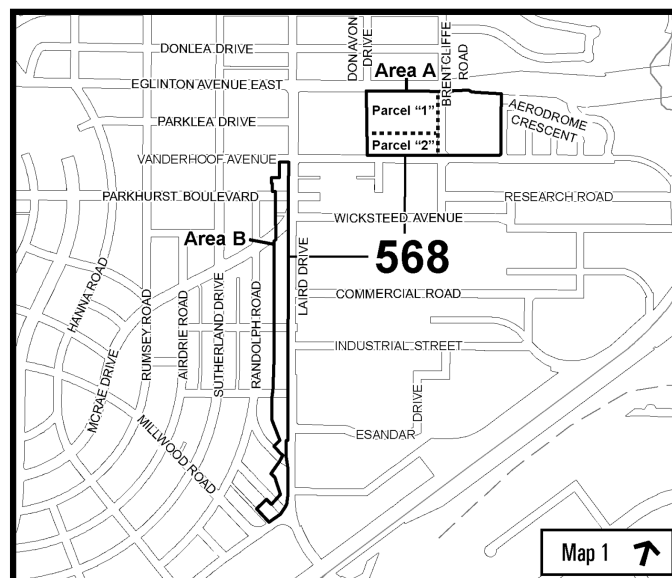 DONLEA DRIVE
DON AVON
DRIVE
BRENTCLIFFE
ROAD
Area A
EGLINTON AVENUE EAST
Parcel "1"
AERODROME
CRESCENT
PARKLEA DRIVE
Parcel "2"
VANDERHOOF AVENUE
PARKHURST BOULEVARD
RESEARCH ROAD
WICKSTEED AVENUE
Area B
568
HANNA ROAD
LAIRD DRIVE
COMMERCIAL ROAD
RUMSEY ROAD
AIRDRIE ROAD
SUTHERLAND DRIVE
RANDOLPH ROAD
INDUSTRIAL STREET
MCRAE DRIVE
MILLWOOD ROAD
ESANDAR
DRIVE
Map 1